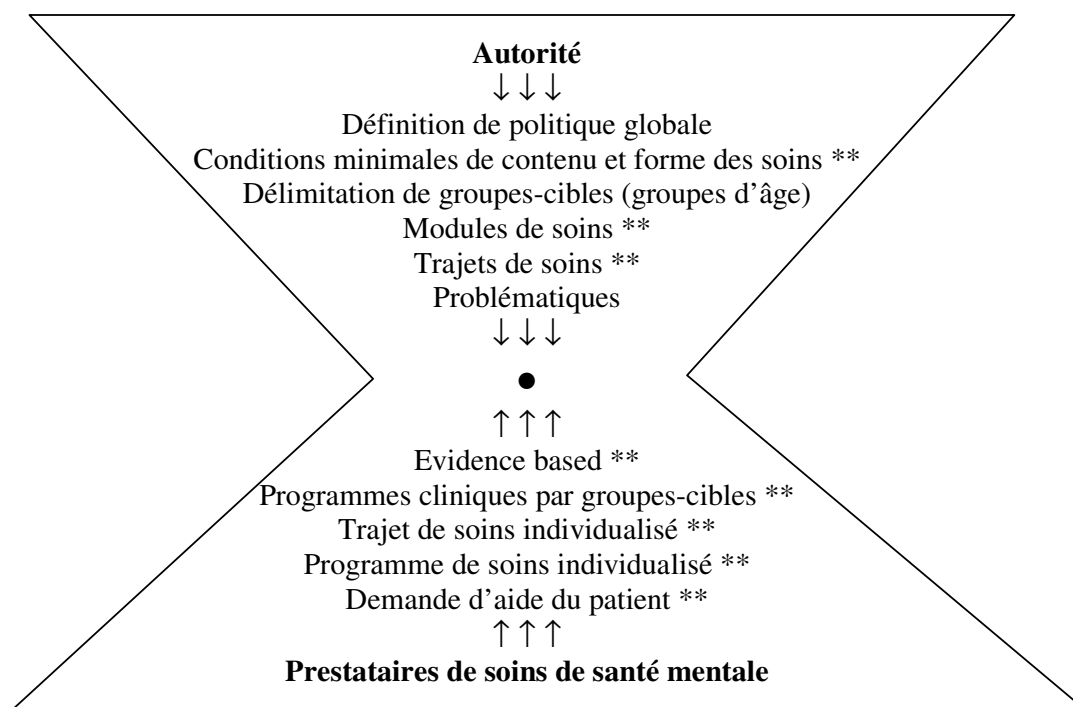 Autorité
↓ ↓ ↓
Définition de politique globale
Conditions minimales de contenu et forme des soins **
Délimitation de groupes-cibles (groupes d’âge)
Modules de soins **
Trajets de soins **
Problématiques
↓ ↓ ↓
●
↑ ↑ ↑
Evidence based **
Programmes cliniques par groupes-cibles **
Trajet de soins individualisé **
Programme de soins individualisé **
Demande d’aide du patient **
↑ ↑ ↑
Prestataires de soins de santé mentale